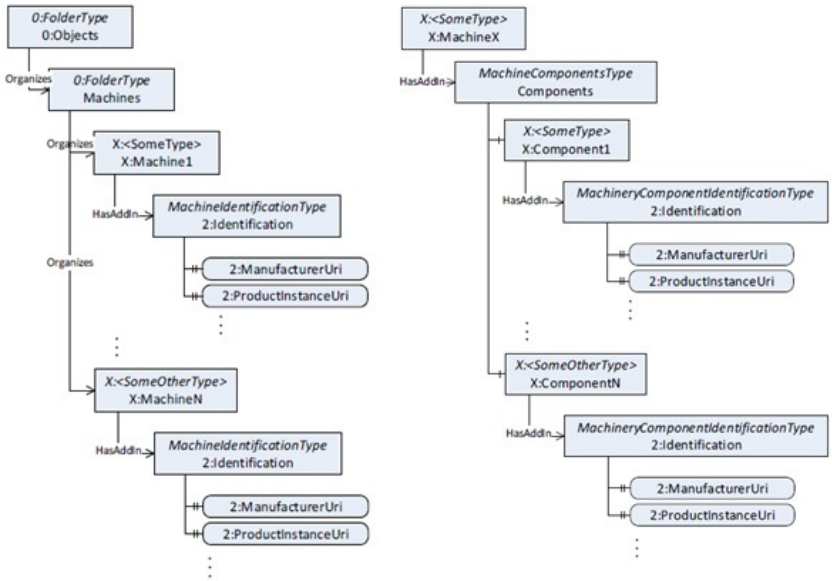 0:FolderType
0:Objects
Organizes
0:FolderType
Machines
Organizes
X:<SomeType>
X:Machine1
HasAddIn
MachineIdentificationType
2:Identification
2:ManufacturerUri
2:ProductInstanceUri
Organizes
X:<SomeOtherType>
X:MachineN
HasAddIn
MachineIdentificationType
2:Identification
2:ManufacturerUri
2:ProductInstanceUri
X:<SomeType>
X:MachineX
HasAddIn
MachineComponentsType
Components
X:<SomeType>
X:Component1
HasAddIn
MachineryComponentIdentificationType
2:Identification
2:ManufacturerUri
2:ProductInstanceUri
X:<SomeOtherType>
X:ComponentN
HasAddIn
MachineryComponentIdentificationType
2:Identification
2:ManufacturerUri
2:ProductInstanceUri